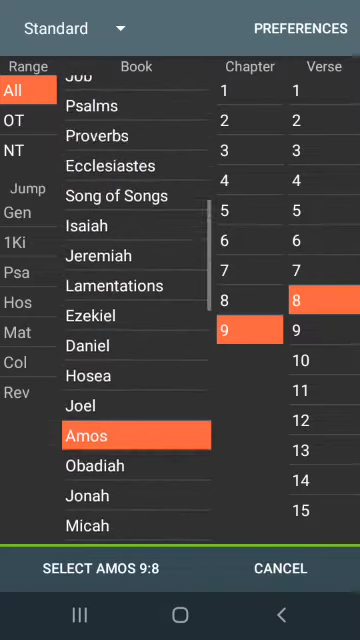 Standard PREFERENCES
Range Book Chapter Verse
Job
All
OT
NT
Jump
Gen
1Ki
Psa
Hos
Mat
Col
Rev
Psalms
Proverbs
Ecclesiastes
Song of Songs
Isaiah
Jeremiah
Lamentations
Ezekiel
Daniel
Hosea
Joel
Amos
Obadiah
Jonah
Micah
1
2
3
4
5
6
7
8
9
1
2
3
4
5
6
7
8
9
10
11
12
13
14
15
SELECT AMOS 9:8 CANCEL